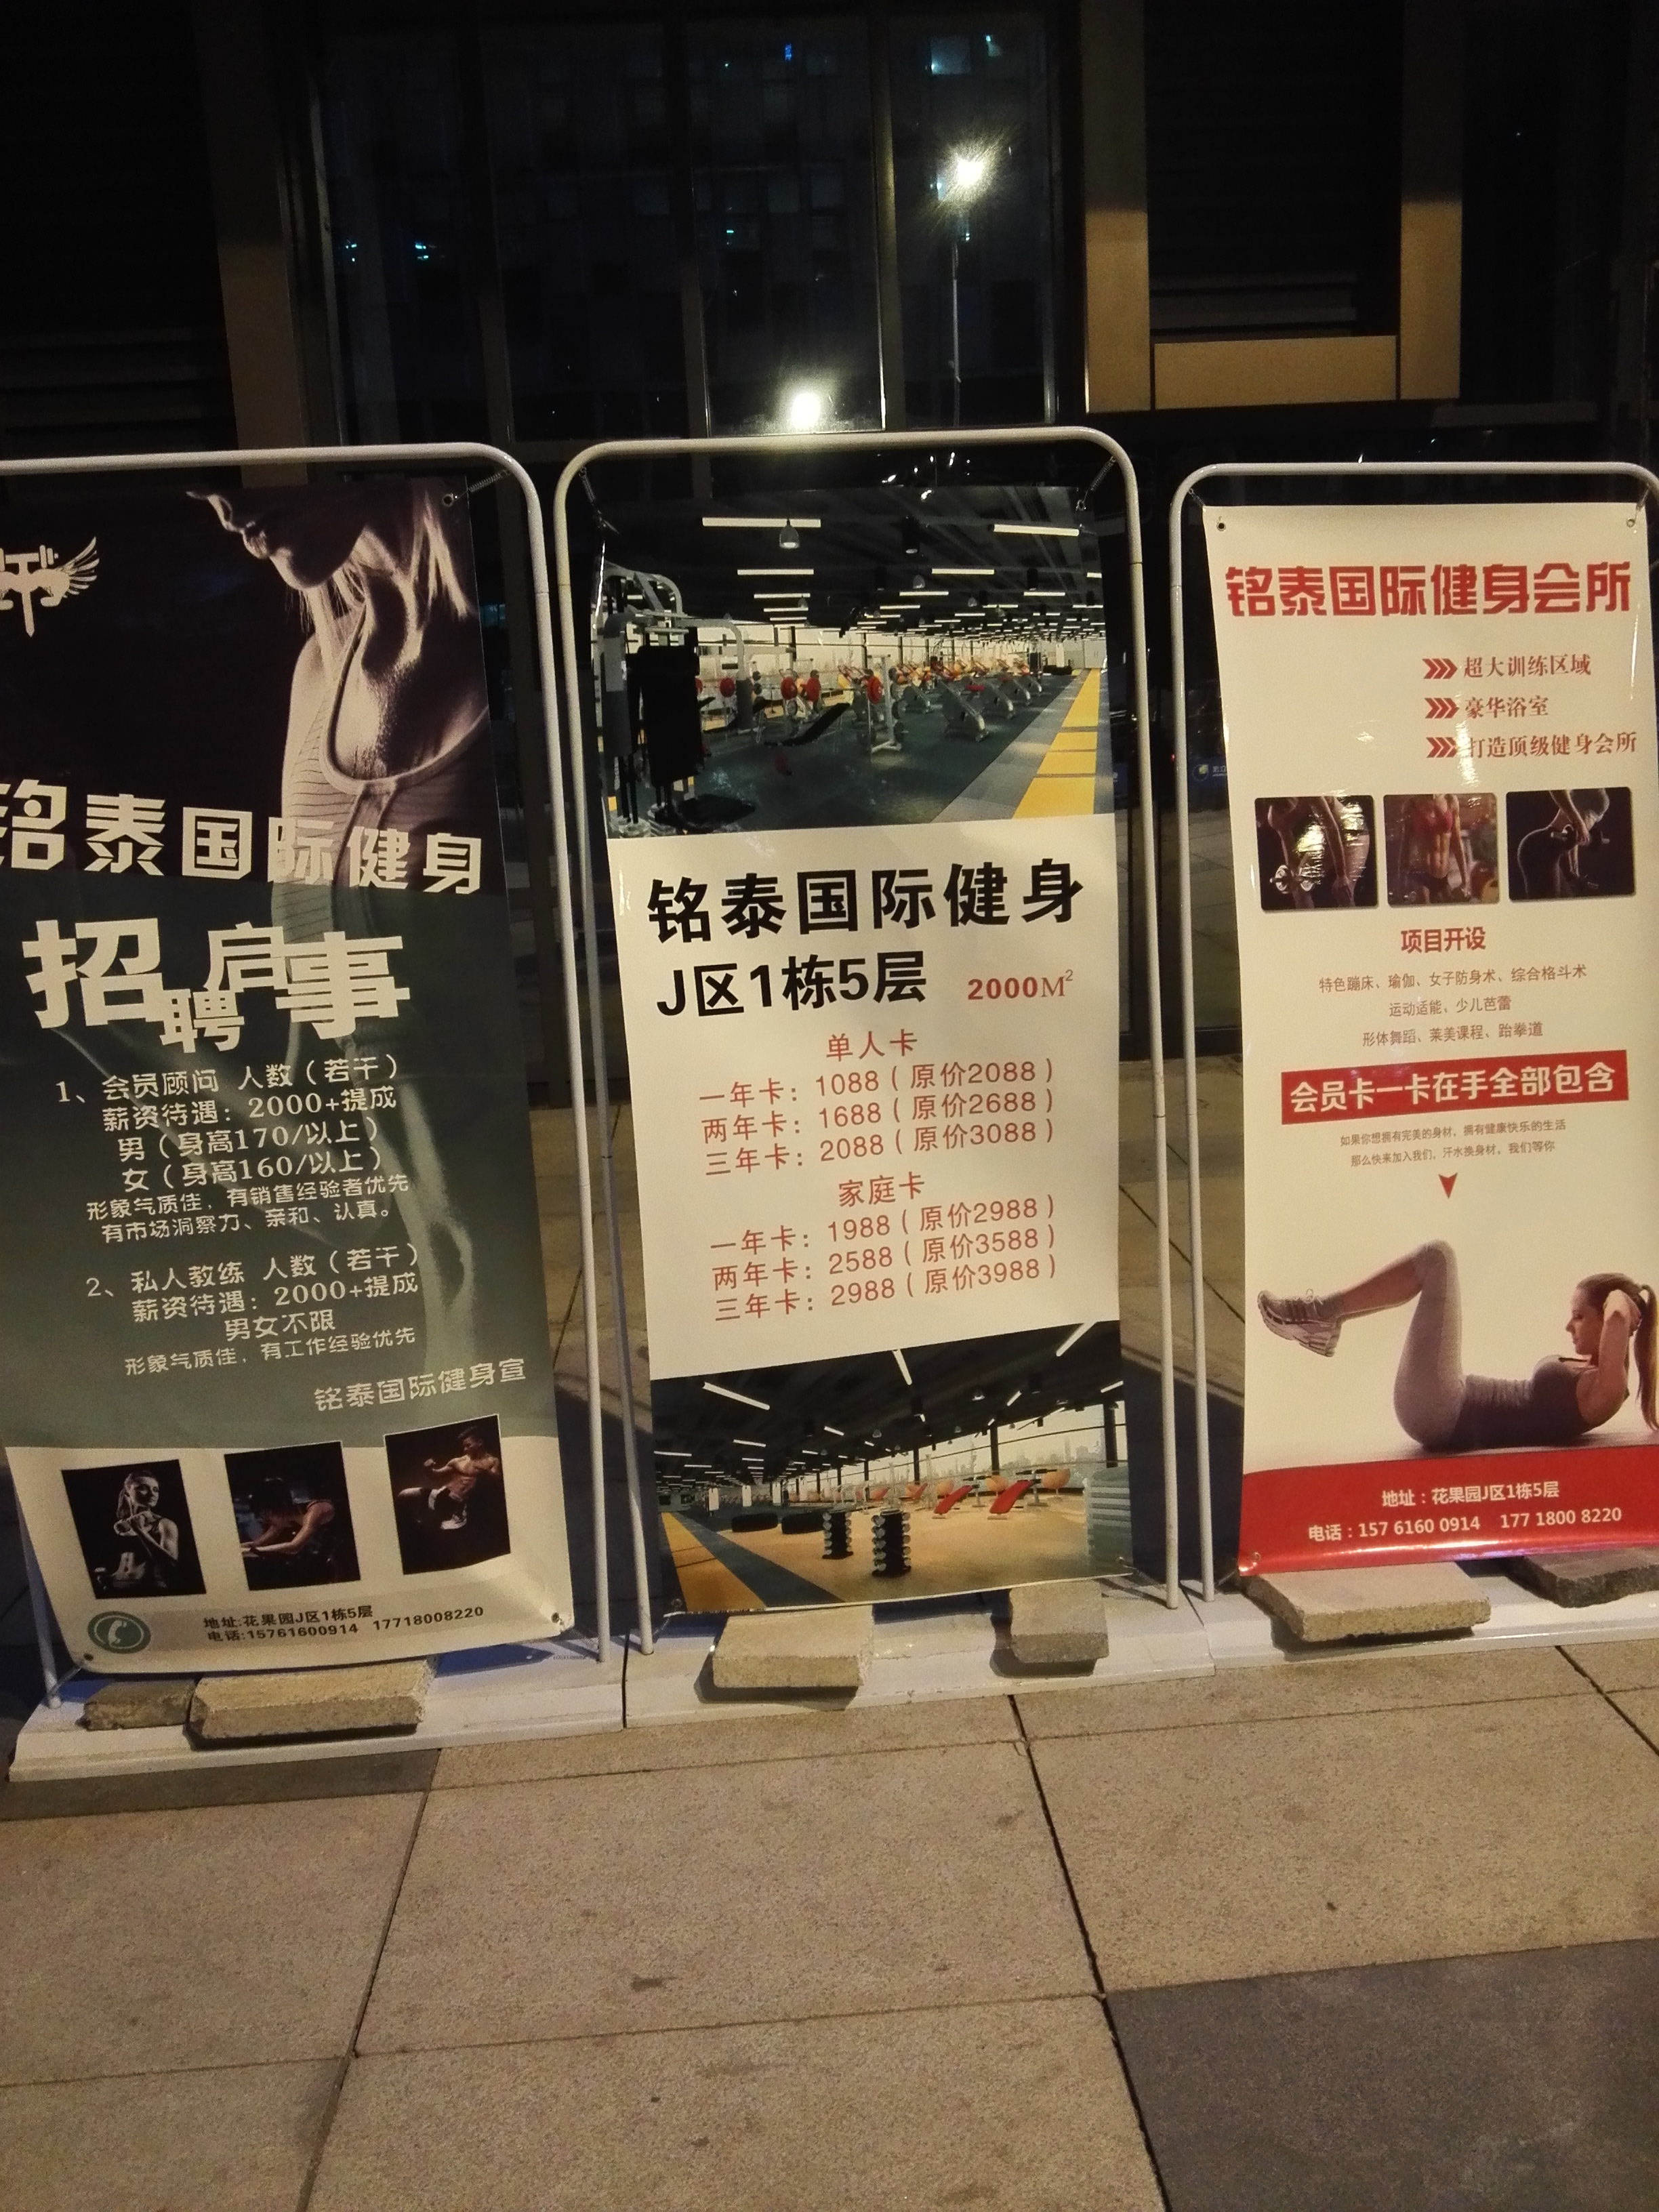 铭泰国际健身
招聘启事
1、会员顾问 人数（若干）
薪资待遇：2000+提成
男（身高170/以上）
女（身高160/以上）
形象气质佳，有销售经验者优先
有市场洞察力、亲和、认真。
2、私人教练 人数（若干）
薪资待遇：2000+提成
男女不限
形象气质佳，有工作经验优先
铭泰国际健身宣
地址:花果园J区1栋5层
电话:15761600914 17718008220
铭泰国际健身
J区1栋5层 2000M²
单人卡
一年卡：1088（原价2088）
两年卡：1688（原价2688）
三年卡：2088（原价3088）
家庭卡
一年卡：1988（原价2988）
两年卡：2588（原价3588）
三年卡：2988（原价3988）
铭泰国际健身会所
超大训练区域
豪华浴室
打造顶级健身会所
项目开设
特色蹦床、瑜伽、女子防身术、综合格斗术
运动适能、少儿芭蕾
形体舞蹈、莱美课程、跆拳道
会员卡一卡在手全部包含
如果你想拥有完美的身材，拥有健康快乐的生活
那么快来加入我们，汗水换身材，我们等你
地址：花果园J区1栋5层
电话：157 6160 0914 177 1800 8220